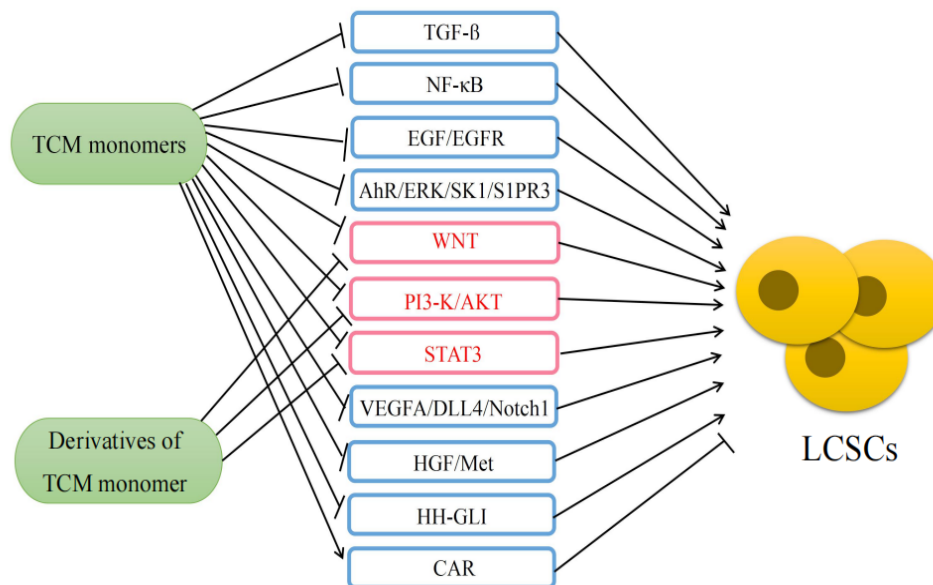 TGF-ß
NF-κB
TCM monomers
EGF/EGFR
AhR/ERK/SK1/S1PR3
WNT
PI3-K/AKT
STAT3
VEGFA/DLL4/Notch1
Derivatives of
TCM monomer
HGF/Met
LCSCs
HH-GLI
CAR